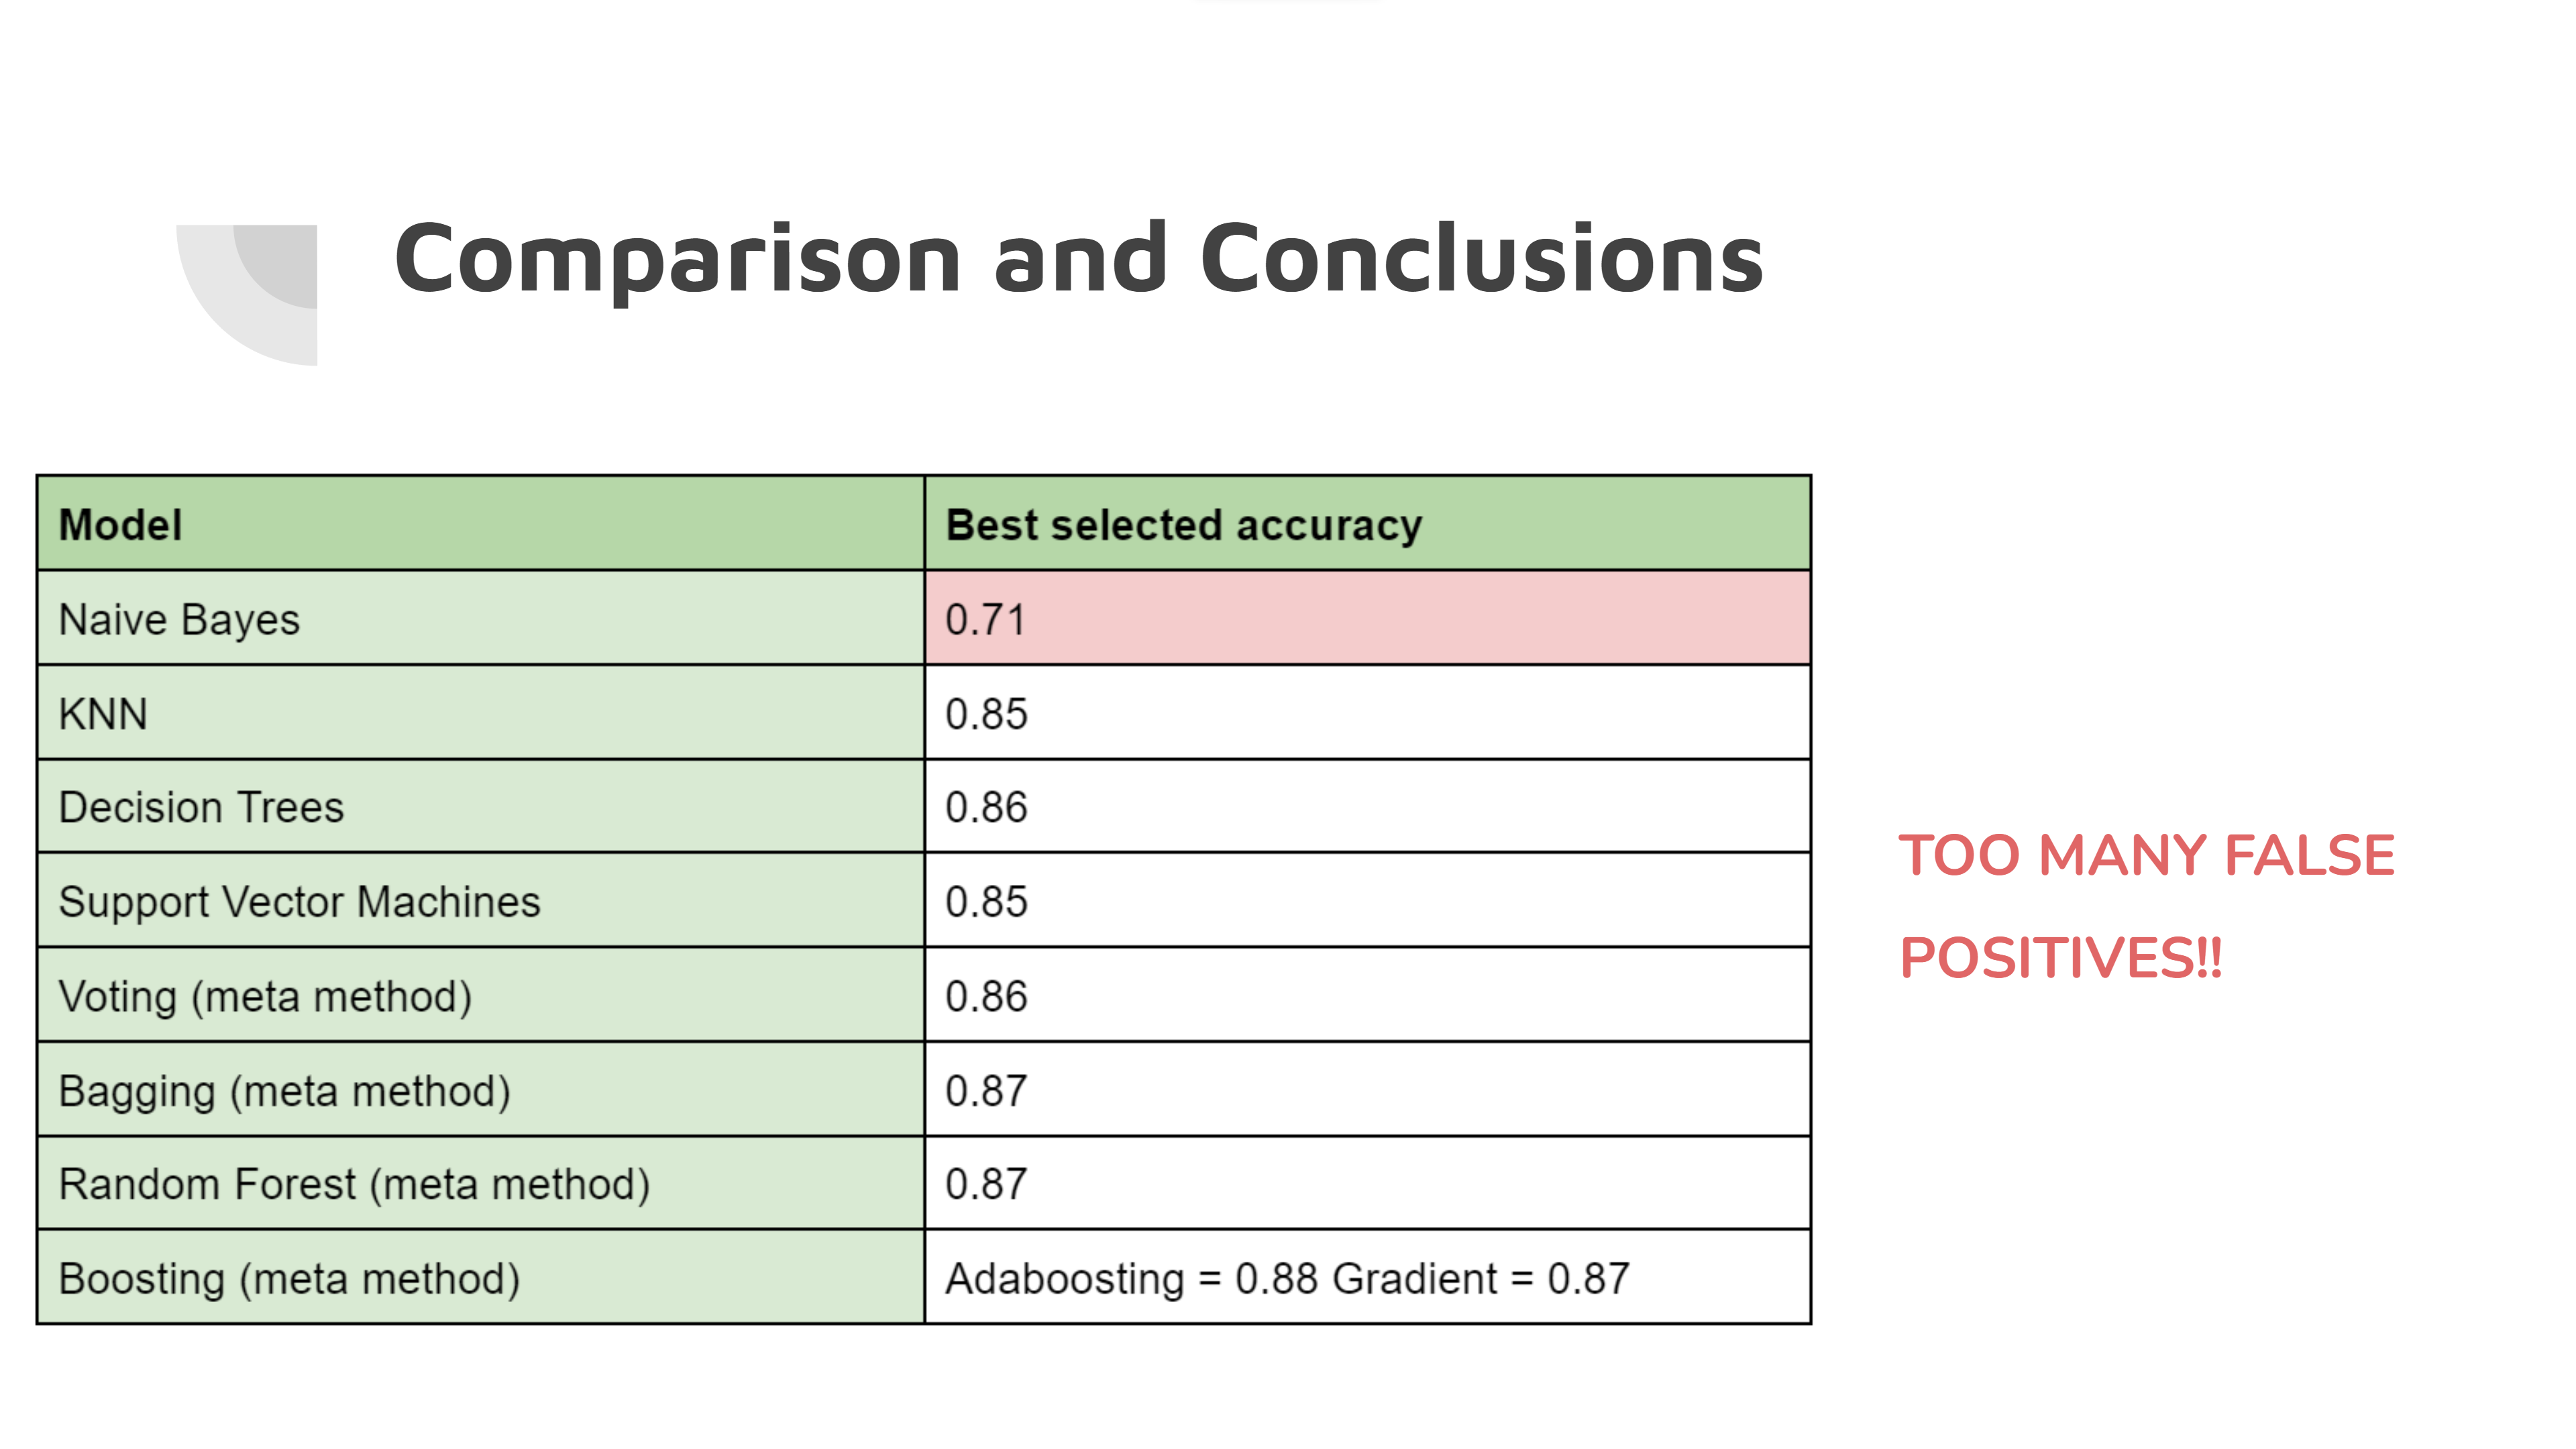 Comparison and Conclusions
Model Best selected accuracy
Naive Bayes 0.71
KNN 0.85
Decision Trees 0.86
Support Vector Machines 0.85
Voting (meta method) 0.86
Bagging (meta method) 0.87
Random Forest (meta method) 0.87
Boosting (meta method) Adaboosting = 0.88 Gradient = 0.87
TOO MANY FALSE
POSITIVES!!